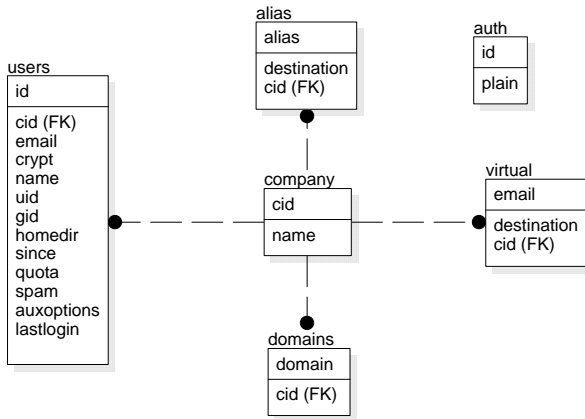 alias
alias
destination
cid (FK)
auth
id
plain
users
id
cid (FK)
email
crypt
name
uid
gid
homedir
since
quota
spam
auxoptions
lastlogin
company
cid
name
virtual
email
destination
cid (FK)
domains
domain
cid (FK)